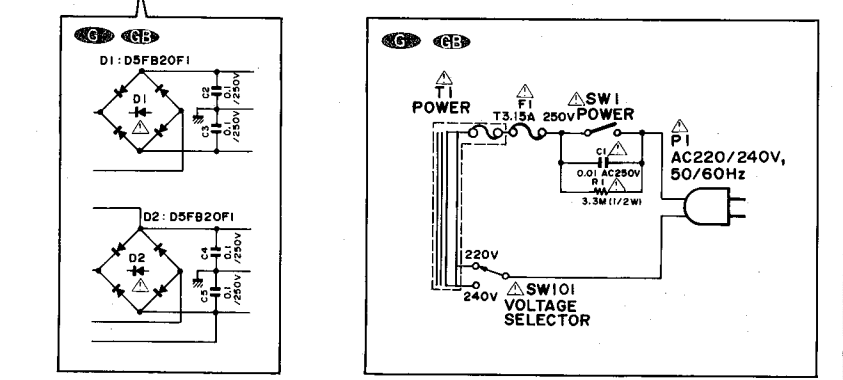 G GB
D1:D5FB20F1
D1
C2
0.1
/250V
C3
0.1
/250V
D2:D5FB20F1
D2
C4
0.1
/250V
C5
0.1
/250V
G GB
T1
POWER
F1
T3.15A 250V
SW1
POWER
P1
AC220/240V,
50/60Hz
C1
0.01 AC250V
R1
3.3M(1/2W)
220V
240V
SW101
VOLTAGE
SELECTOR